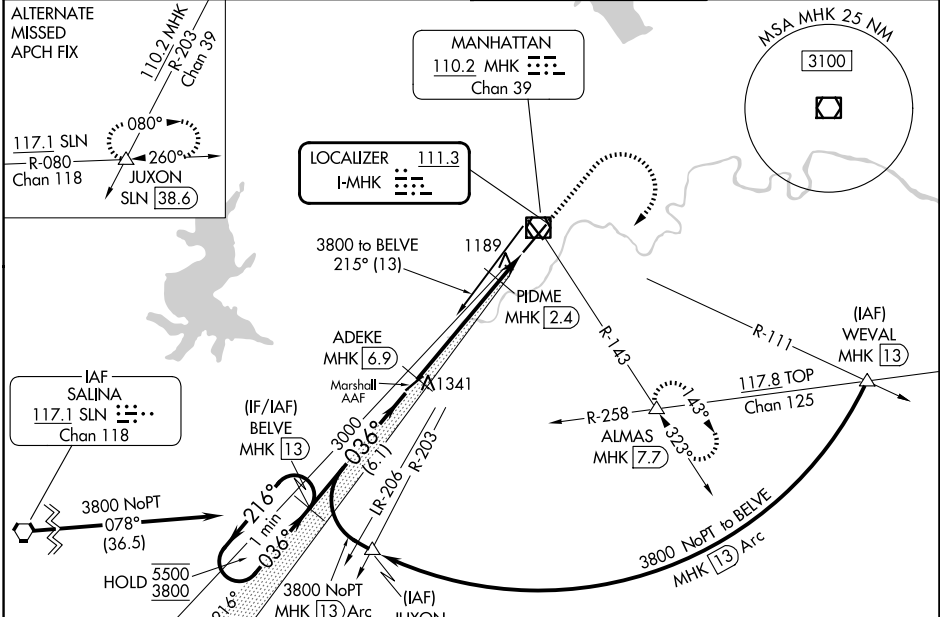 ALTERNATE
MISSED
APCH FIX
110.2 MHK
R-203
Chan 39
117.1 SLN
R-080
Chan 118
080°
260°
JUXON
SLN 38.6
MANHATTAN
110.2 MHK
Chan 39
MSA MHK 25 NM
3100
LOCALIZER 111.3
I-MHK
3800 to BELVE
215° (13)
1189
PIDME
MHK 2.4
ADEKE
MHK 6.9
Marshall
AAF
1341
R-143
R-111
(IAF)
WEVAL
MHK 13
117.8 TOP
Chan 125
R-258
ALMAS
MHK 7.7
143°
323°
IAF
SALINA
117.1 SLN
Chan 118
(IF/IAF)
BELVE
MHK 13
3000
036°
(6.1)
LR-206
R-203
3800 NoPT
078°
(36.5)
216°
1 min
036°
HOLD 5500
3800
216°
3800 NoPT
MHK 13 Arc
(IAF)
JUXON
3800 NoPT to BELVE
MHK 13 Arc